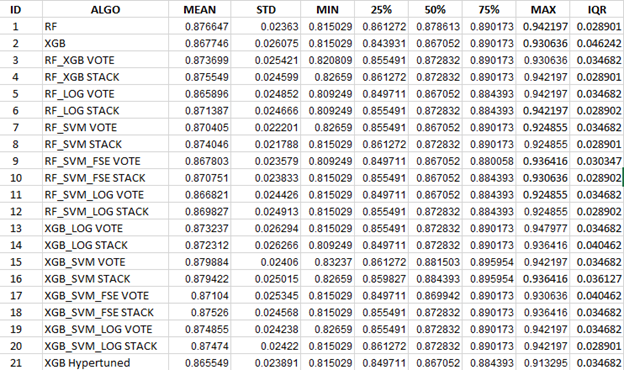 ID ALGO MEAN STD MIN 25% 50% 75% MAX IQR
1 RF 0.876647 0.02363 0.815029 0.861272 0.878613 0.890173 0.942197 0.028901
2 XGB 0.867746 0.026075 0.815029 0.843931 0.867052 0.890173 0.930636 0.046242
3 RF_XGB VOTE 0.873699 0.025421 0.820809 0.855491 0.872832 0.890173 0.930636 0.034682
4 RF_XGB STACK 0.875549 0.024599 0.82659 0.861272 0.872832 0.890173 0.942197 0.028901
5 RF_LOG VOTE 0.865896 0.024852 0.809249 0.849711 0.867052 0.884393 0.942197 0.034682
6 RF_LOG STACK 0.871387 0.024666 0.809249 0.855491 0.872832 0.884393 0.942197 0.028902
7 RF_SVM VOTE 0.870405 0.022201 0.82659 0.855491 0.867052 0.890173 0.924855 0.034682
8 RF_SVM STACK 0.874046 0.021788 0.815029 0.861272 0.872832 0.890173 0.924855 0.028901
9 RF_SVM_FSE VOTE 0.867803 0.023579 0.809249 0.849711 0.867052 0.880058 0.936416 0.030347
10 RF_SVM_FSE STACK 0.870751 0.023833 0.815029 0.855491 0.867052 0.884393 0.930636 0.028902
11 RF_SVM_LOG VOTE 0.866821 0.024426 0.815029 0.849711 0.867052 0.884393 0.924855 0.034682
12 RF_SVM_LOG STACK 0.869827 0.024913 0.815029 0.855491 0.872832 0.884393 0.924855 0.028902
13 XGB_LOG VOTE 0.873237 0.026294 0.815029 0.855491 0.872832 0.890173 0.947977 0.034682
14 XGB_LOG STACK 0.872312 0.026266 0.809249 0.849711 0.872832 0.890173 0.936416 0.040462
15 XGB_SVM VOTE 0.879884 0.02406 0.83237 0.861272 0.881503 0.895954 0.942197 0.034682
16 XGB_SVM STACK 0.879422 0.025015 0.82659 0.859827 0.884393 0.895954 0.936416 0.036127
17 XGB_SVM_FSE VOTE 0.87104 0.025345 0.815029 0.849711 0.869942 0.890173 0.930636 0.040462
18 XGB_SVM_FSE STACK 0.87526 0.024568 0.815029 0.855491 0.872832 0.890173 0.936416 0.034682
19 XGB_SVM_LOG VOTE 0.874855 0.024238 0.82659 0.855491 0.872832 0.890173 0.942197 0.034682
20 XGB_SVM_LOG STACK 0.87474 0.02422 0.815029 0.861272 0.872832 0.890173 0.942197 0.028901
21 XGB Hypertuned 0.865549 0.023891 0.815029 0.849711 0.867052 0.884393 0.913295 0.034682